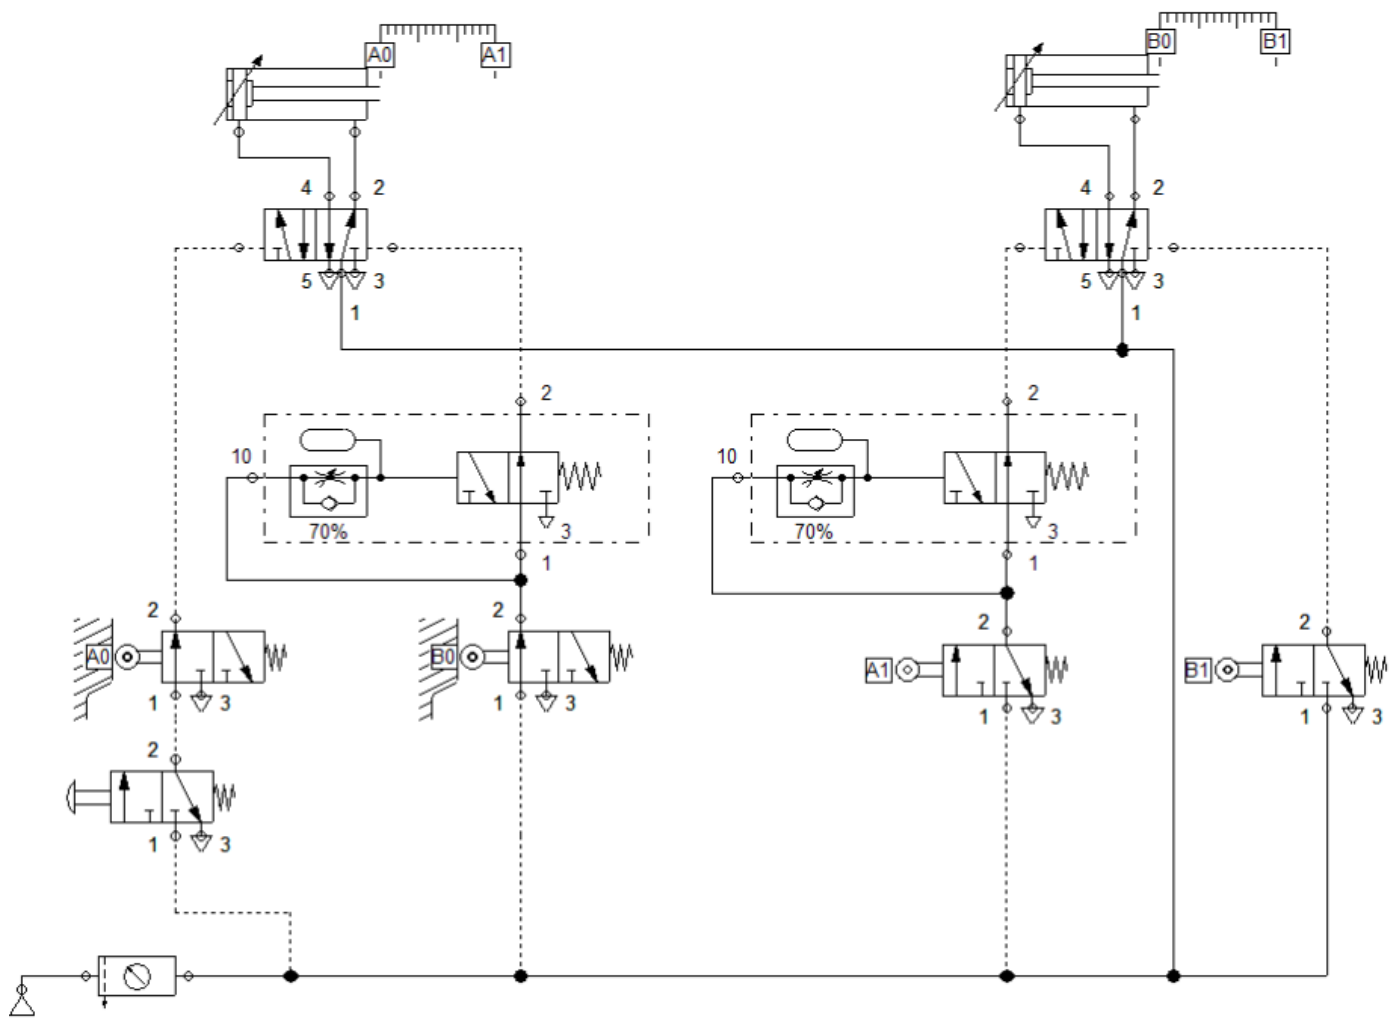 A0 A1 B0 B1
4 2 4 2
5 3 5 3
1 1
2 2
10 10
70% 3 70% 3
1 1
2 2 2 2
A0 B0 A1 B1
1 3 1 3 1 3 1 3
2
1 3